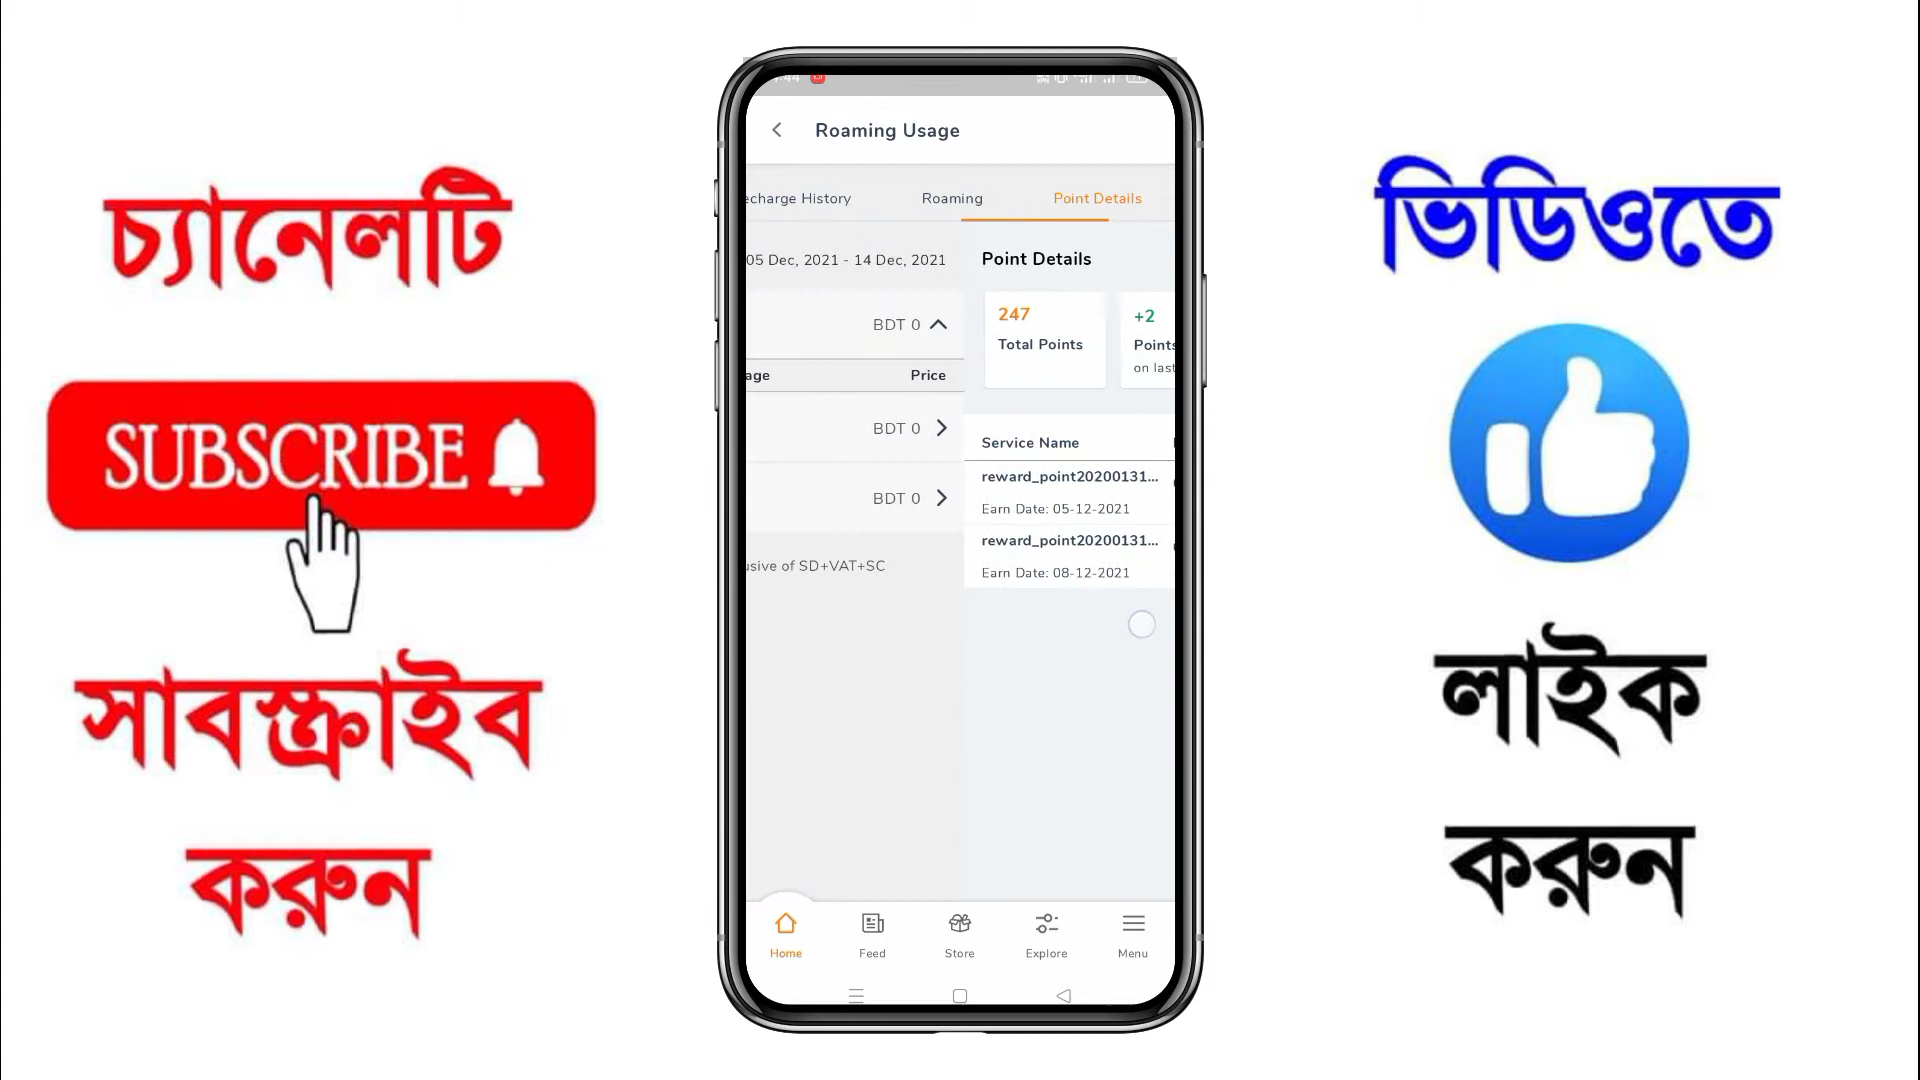 চ্যানেলটি
SUBSCRIBE
সাবস্ক্রাইব
করুন
Roaming Usage
echarge History Roaming Point Details
05 Dec, 2021 - 14 Dec, 2021
BDT 0
age Price
BDT 0
BDT 0
usive of SD+VAT+SC
Point Details
247
Total Points
+2
Points
on last
Service Name
reward_point20200131...
Earn Date: 05-12-2021
reward_point20200131...
Earn Date: 08-12-2021
Home Feed Store Explore Menu
ভিডিওতে
লাইক
করুন